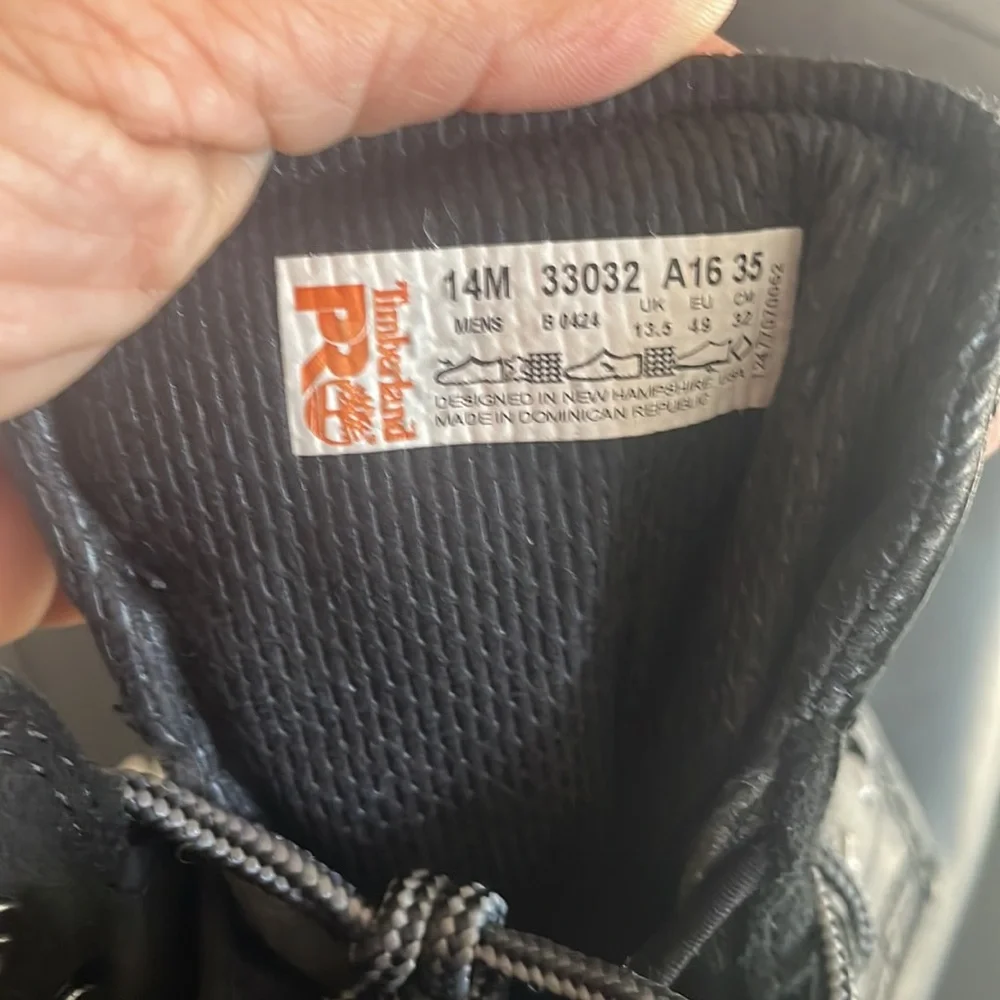 Timberland
PRO
14M 33032 A16 35
UK EU CM
MENS B 0424 13.5 49 32
DESIGNED IN NEW HAMPSHIRE, USA
MADE IN DOMINICAN REPUBLIC